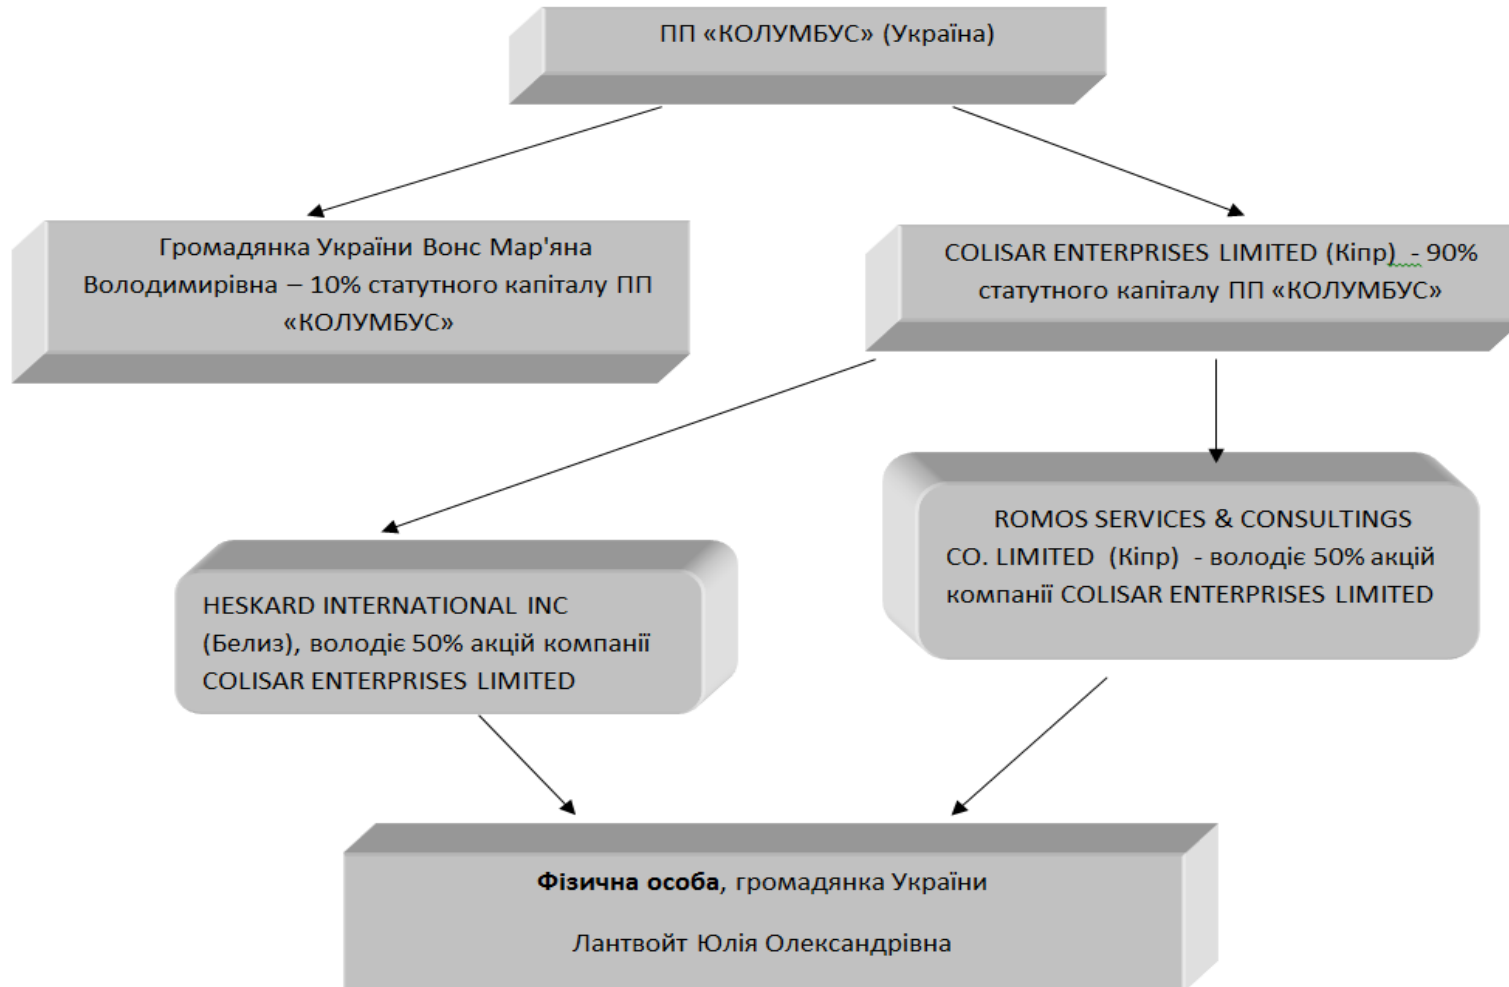 ПП «КОЛУМБУС» (Україна)
Громадянка України Вонс Мар'яна
Володимирівна – 10% статутного капіталу ПП
«КОЛУМБУС»
COLISAR ENTERPRISES LIMITED (Кіпр) - 90%
статутного капіталу ПП «КОЛУМБУС»
HESKARD INTERNATIONAL INC
(Белиз), володіє 50% акцій компанії
COLISAR ENTERPRISES LIMITED
ROMOS SERVICES & CONSULTINGS
CO. LIMITED (Кіпр) - володіє 50% акцій
компанії COLISAR ENTERPRISES LIMITED
Фізична особа, громадянка України
Лантвойт Юлія Олександрівна